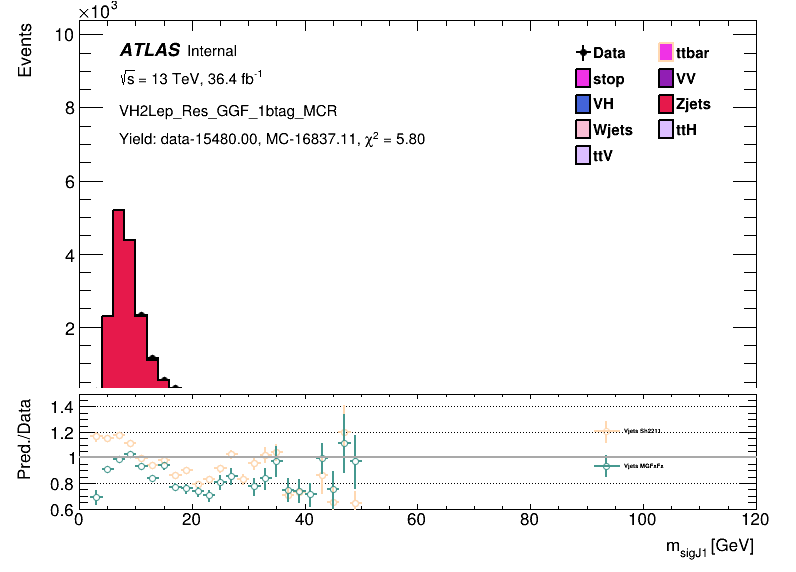 ×10³
Events
10
8
6
4
2
ATLAS Internal
√s = 13 TeV, 36.4 fb⁻¹
VH2Lep_Res_GGF_1btag_MCR
Yield: data-15480.00, MC-16837.11, χ² = 5.80
Data
ttbar
stop
VV
VH
Zjets
Wjets
ttH
ttV
Pred./Data
1.4
1.2
1
0.8
0.6
Vjets Sh2211
Vjets MGFxFx
0 20 40 60 80 100 120
m_sigJ1 [GeV]